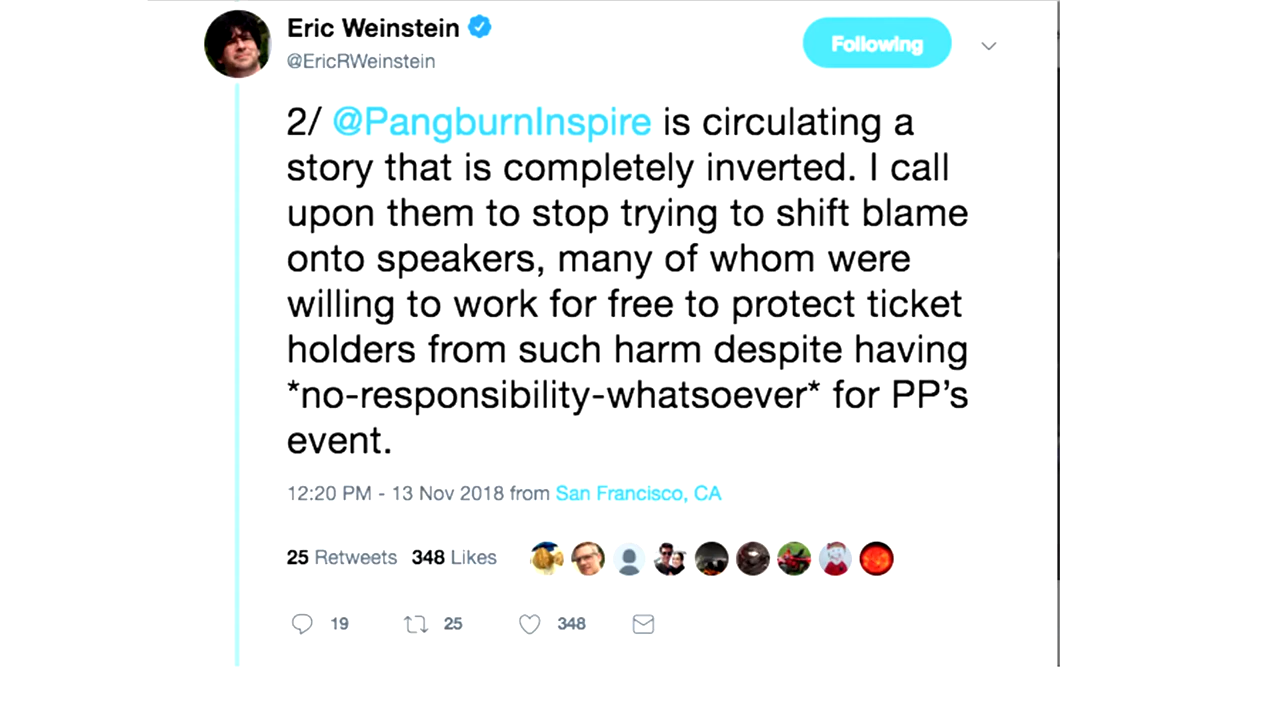 Eric Weinstein
@EricRWeinstein
Following
2/ @PangburnInspire is circulating a
story that is completely inverted. I call
upon them to stop trying to shift blame
onto speakers, many of whom were
willing to work for free to protect ticket
holders from such harm despite having
*no-responsibility-whatsoever* for PP’s
event.
12:20 PM - 13 Nov 2018 from San Francisco, CA
25 Retweets 348 Likes
19 25 348